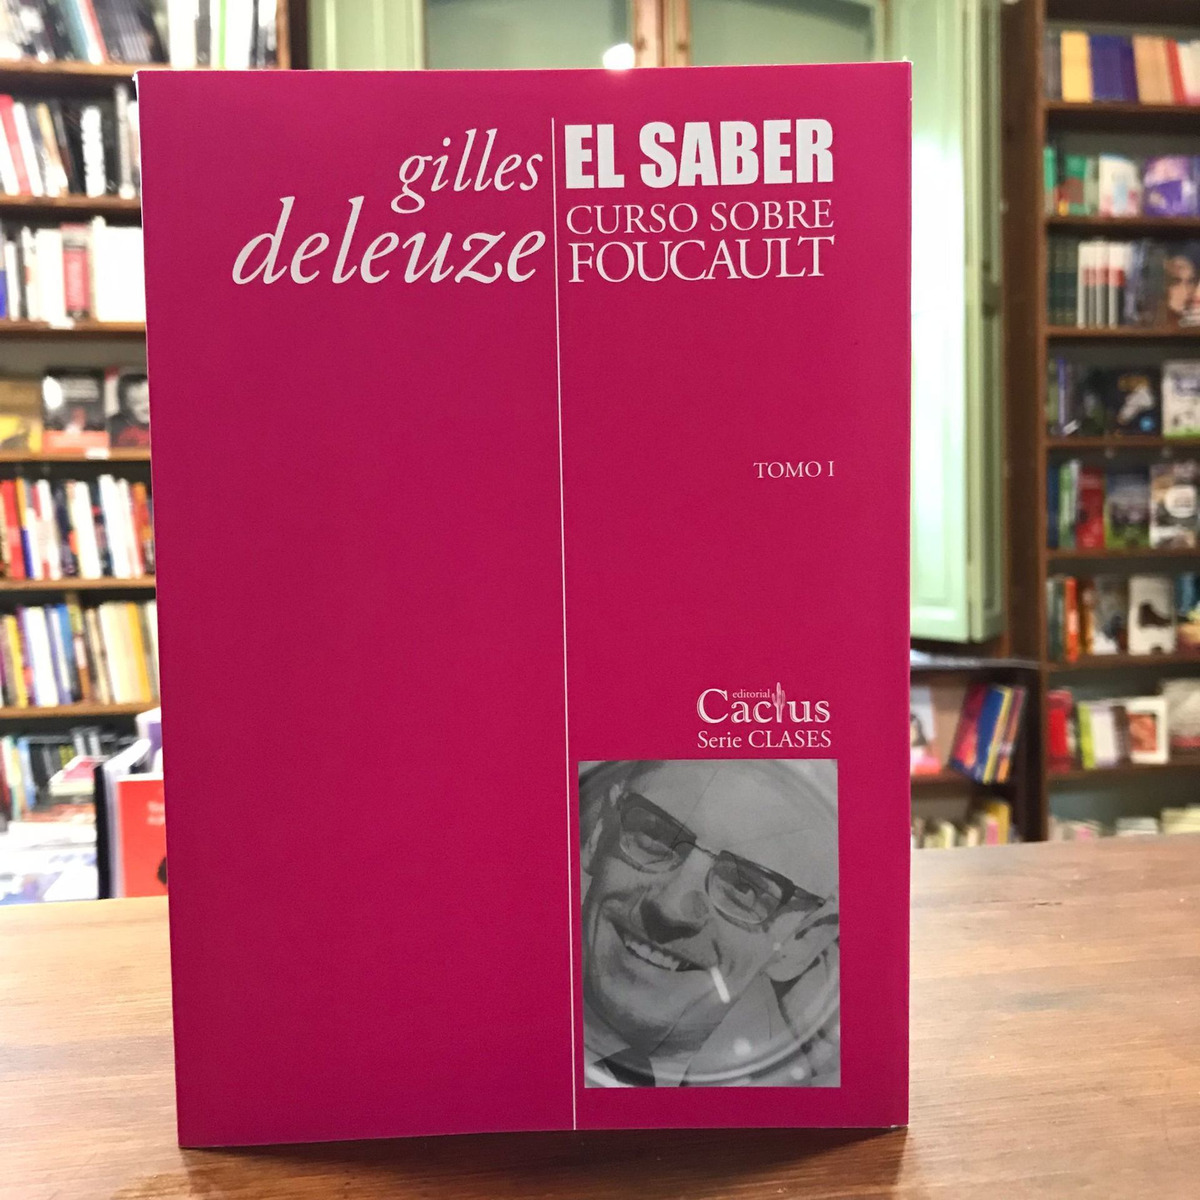 gilles
deleuze
EL SABER
CURSO SOBRE
FOUCAULT
TOMO I
editorial
Cactus
Serie CLASES